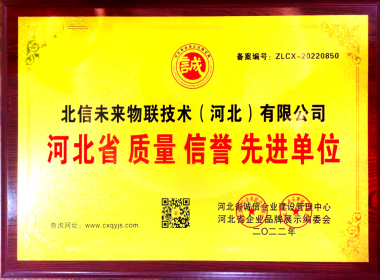 誠
备案编号：ZLCX-20220850
北信未来物联技术（河北）有限公司
河北省 质量 信誉 先进单位
查询网址：www.cxqyjs.com
河北省诚信企业建设管理中心
河北省企业品牌展示编委会
二〇二二年